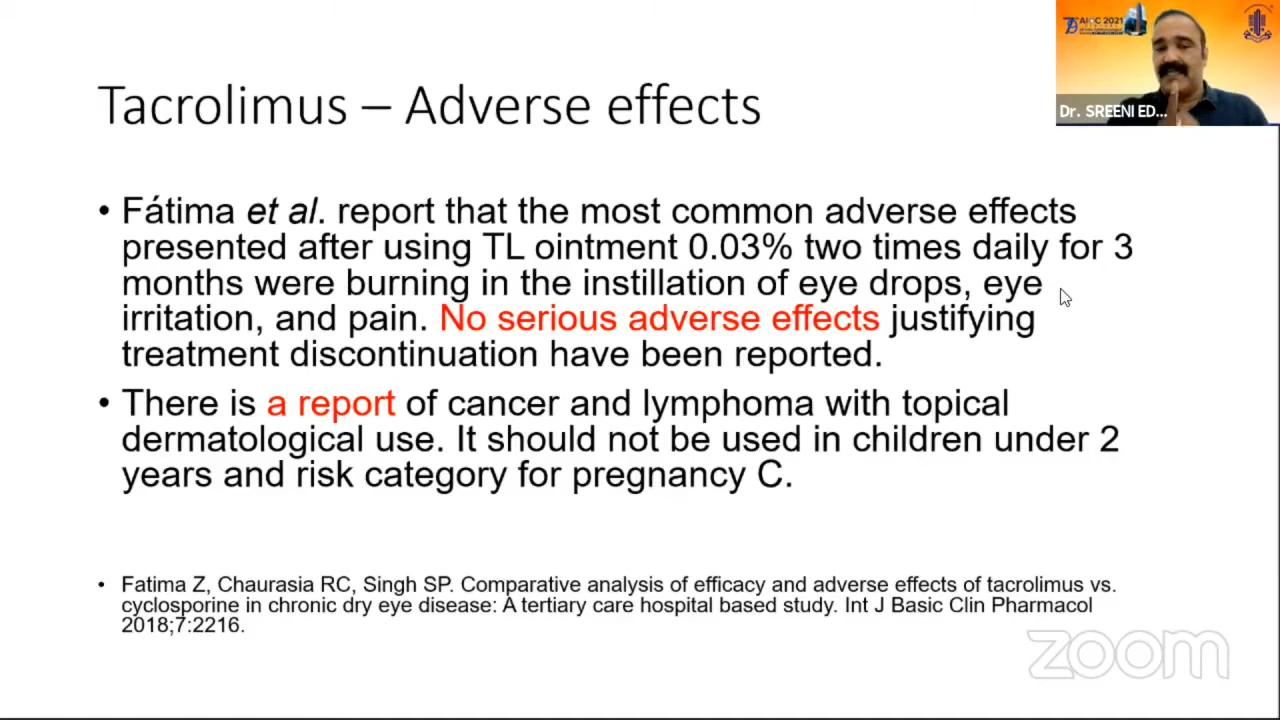 AIOC 2021
Dr. SREENI ED...
Tacrolimus – Adverse effects
• Fátima et al. report that the most common adverse effects
presented after using TL ointment 0.03% two times daily for 3
months were burning in the instillation of eye drops, eye
irritation, and pain. No serious adverse effects justifying
treatment discontinuation have been reported.
• There is a report of cancer and lymphoma with topical
dermatological use. It should not be used in children under 2
years and risk category for pregnancy C.
• Fatima Z, Chaurasia RC, Singh SP. Comparative analysis of efficacy and adverse effects of tacrolimus vs.
cyclosporine in chronic dry eye disease: A tertiary care hospital based study. Int J Basic Clin Pharmacol
2018;7:2216.
zoom